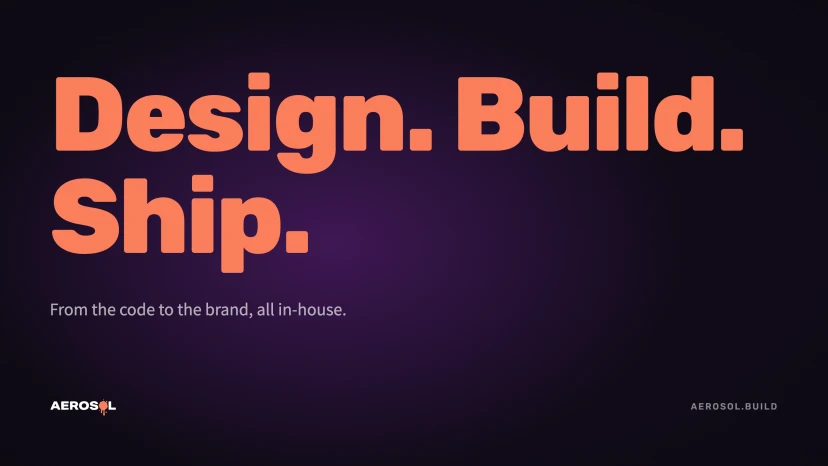 Design. Build.
Ship.
From the code to the brand, all in-house.
AEROSOL
AEROSOL.BUILD